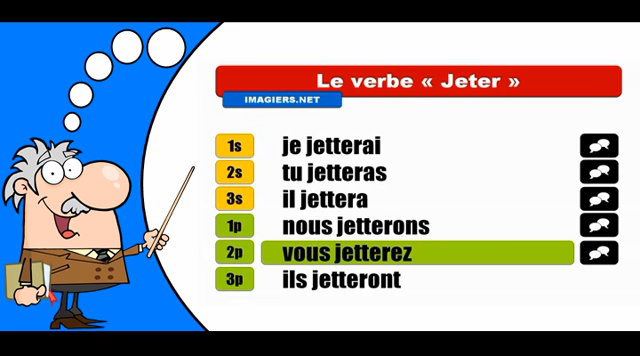 Le verbe « Jeter »
IMAGIERS.NET
1s je jetterai
2s tu jetteras
3s il jettera
1p nous jetterons
2p vous jetterez
3p ils jetteront